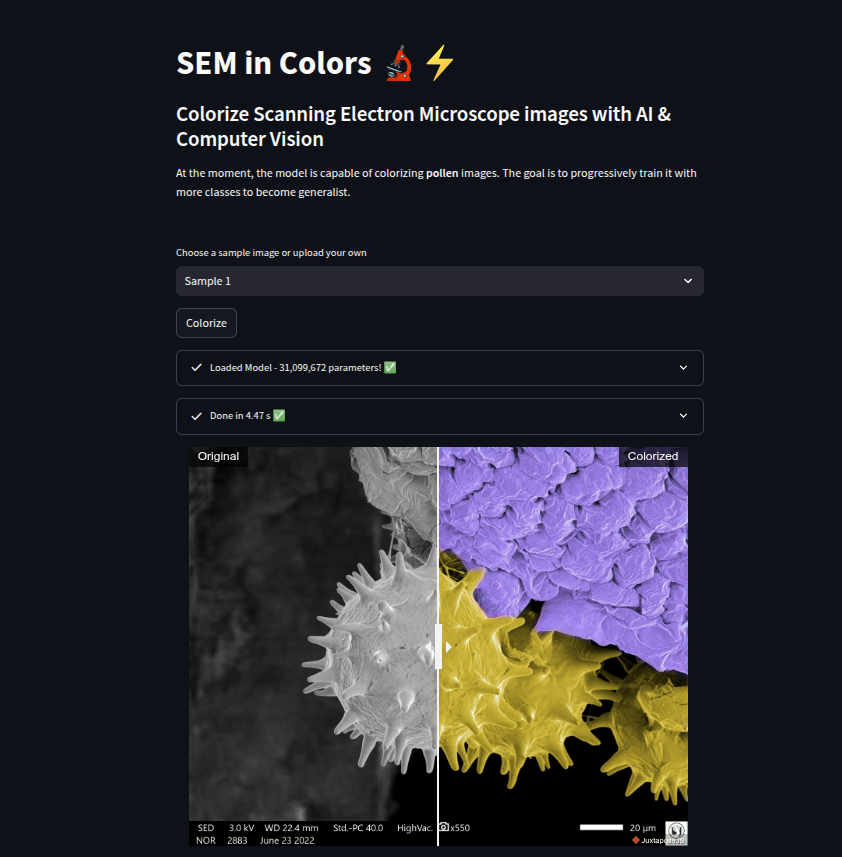 SEM in Colors 🔬⚡
Colorize Scanning Electron Microscope images with AI &
Computer Vision
At the moment, the model is capable of colorizing pollen images. The goal is to progressively train it with
more classes to become generalist.
Choose a sample image or upload your own
Sample 1
Colorize
Loaded Model - 31,099,672 parameters! ✅
Done in 4.47 s ✅
Original Colorized
SED 3.0 kV WD 22.4 mm Std.-PC 40.0 HighVac. x550 20 µm
NOR 2883 June 23 2022 JuxtaposeJS